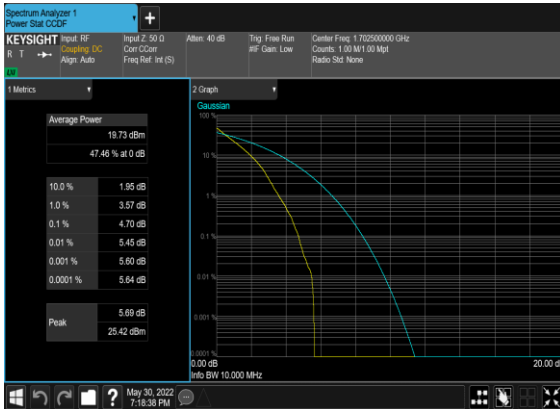 Spectrum Analyzer 1
Power Stat CCDF
+
KEYSIGHT
R T
LXI
Input: RF
Coupling: DC
Align: Auto
Input Z: 50 Ω
Corr CCorr
Freq Ref: Int (S)
Atten: 40 dB
Trig: Free Run
#IF Gain: Low
Center Freq: 1.702500000 GHz
Counts: 1.00 M/1.00 Mpt
Radio Std: None
1 Metrics
Average Power
19.73 dBm
47.46 % at 0 dB
10.0 % 1.95 dB
1.0 % 3.57 dB
0.1 % 4.70 dB
0.01 % 5.45 dB
0.001 % 5.60 dB
0.0001 % 5.64 dB
Peak
5.69 dB
25.42 dBm
2 Graph
Gaussian
100 %
10 %
1 %
0.1 %
0.01 %
0.001 %
0.0001 %
0.00 dB
20.00 d
Info BW 10.000 MHz
?
May 30, 2022
7:18:38 PM